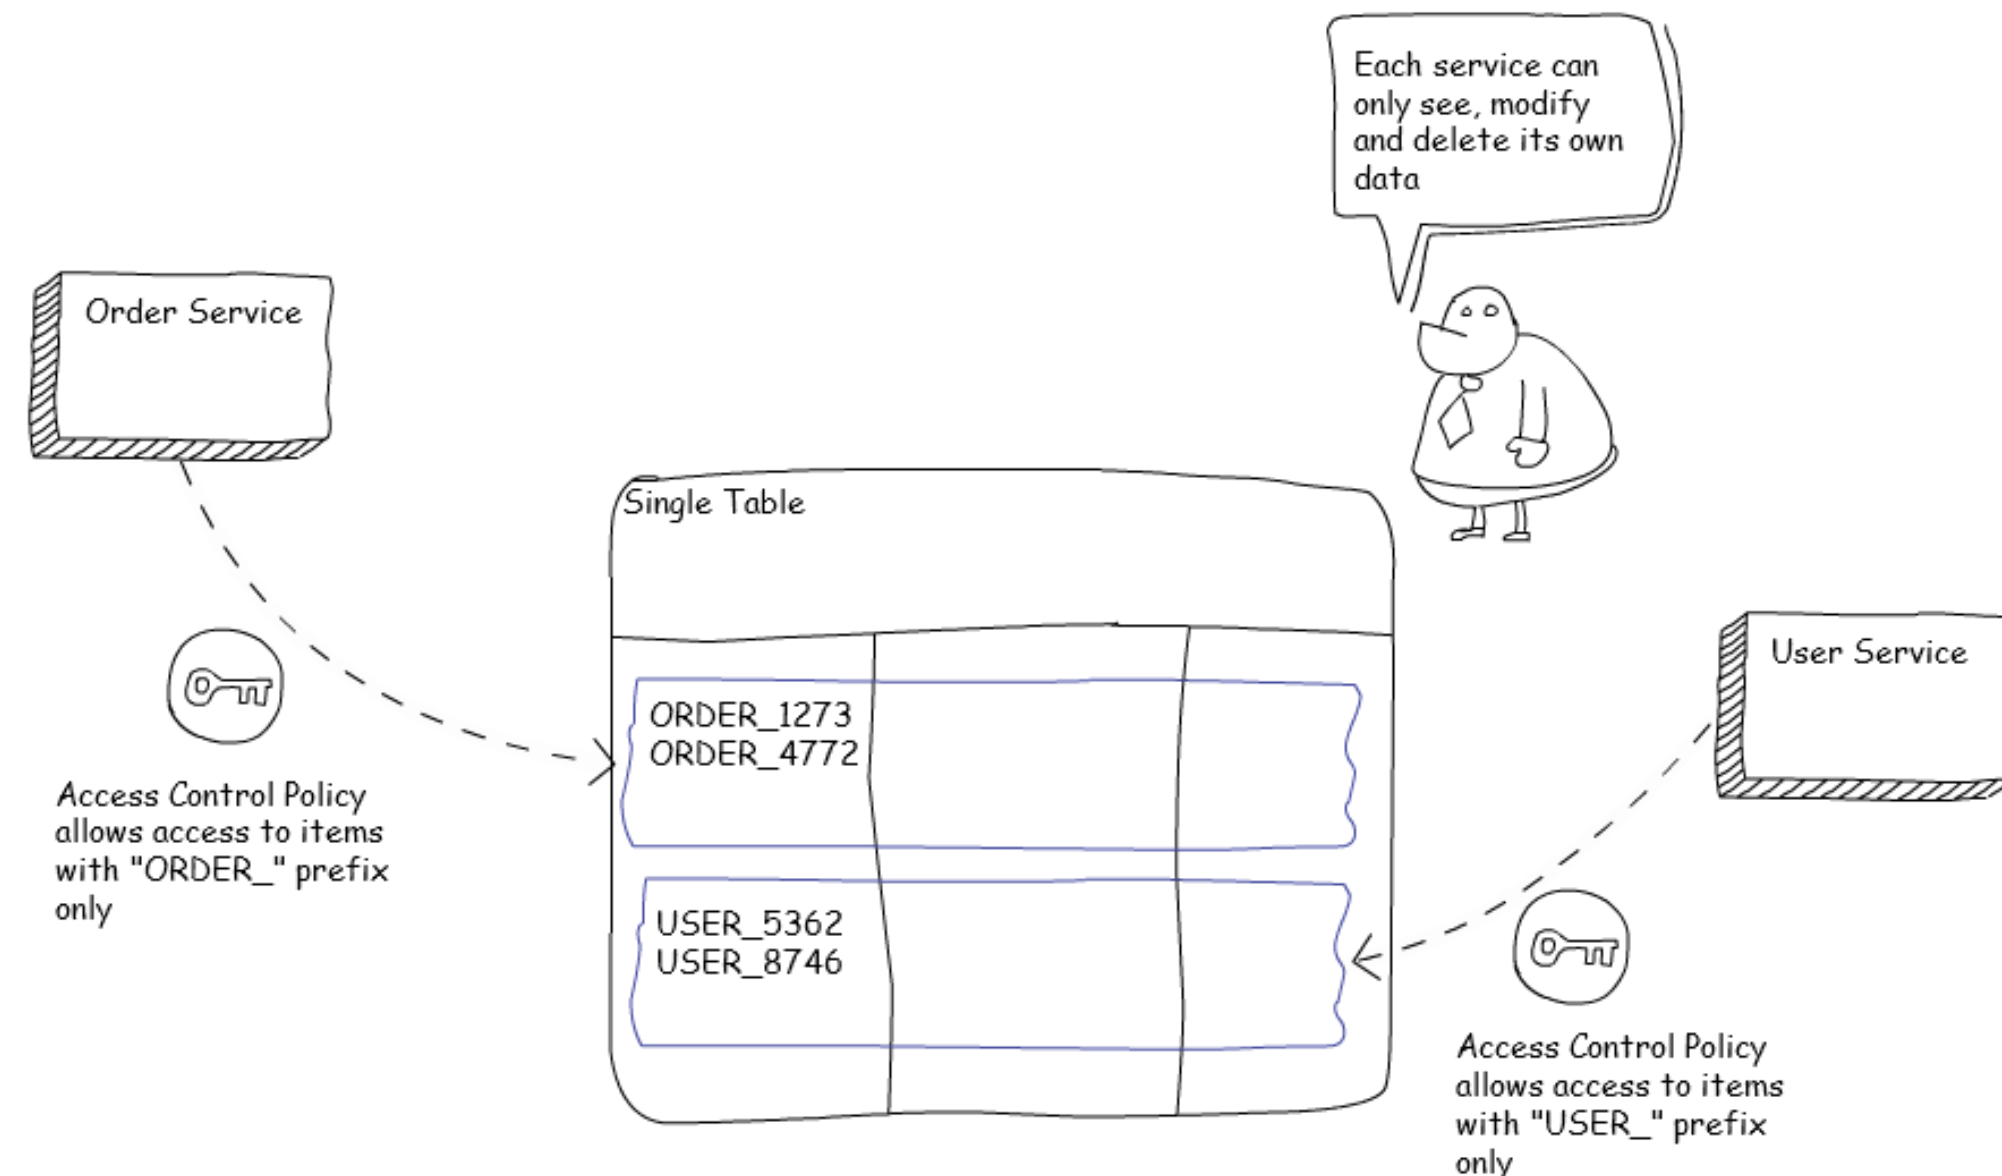 Each service can
only see, modify
and delete its own
data
Order Service
Single Table
User Service
ORDER_1273
ORDER_4772
Access Control Policy
allows access to items
with "ORDER_" prefix
only
USER_5362
USER_8746
Access Control Policy
allows access to items
with "USER_" prefix
only